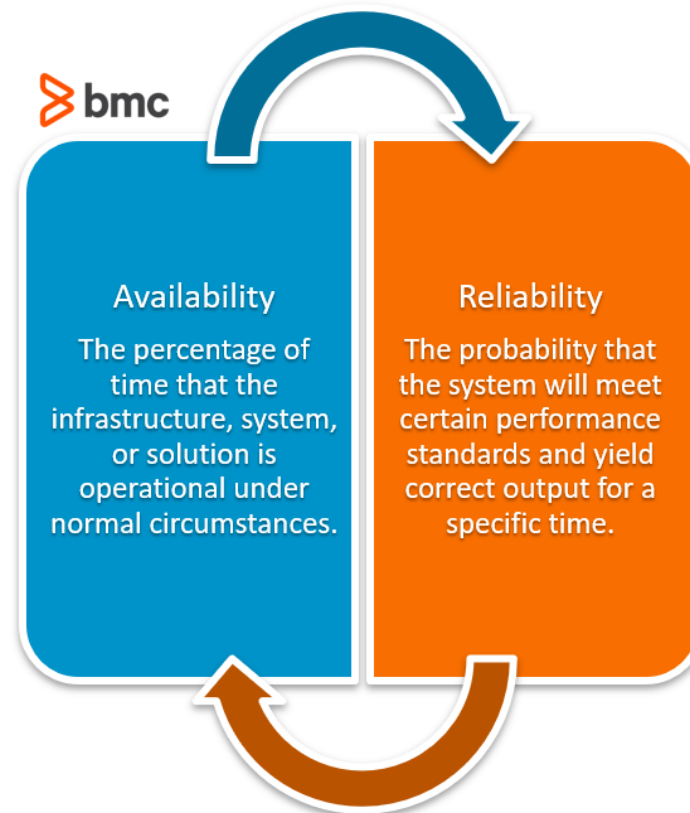 bmc
Availability
The percentage of
time that the
infrastructure, system,
or solution is
operational under
normal circumstances.
Reliability
The probability that
the system will meet
certain performance
standards and yield
correct output for a
specific time.